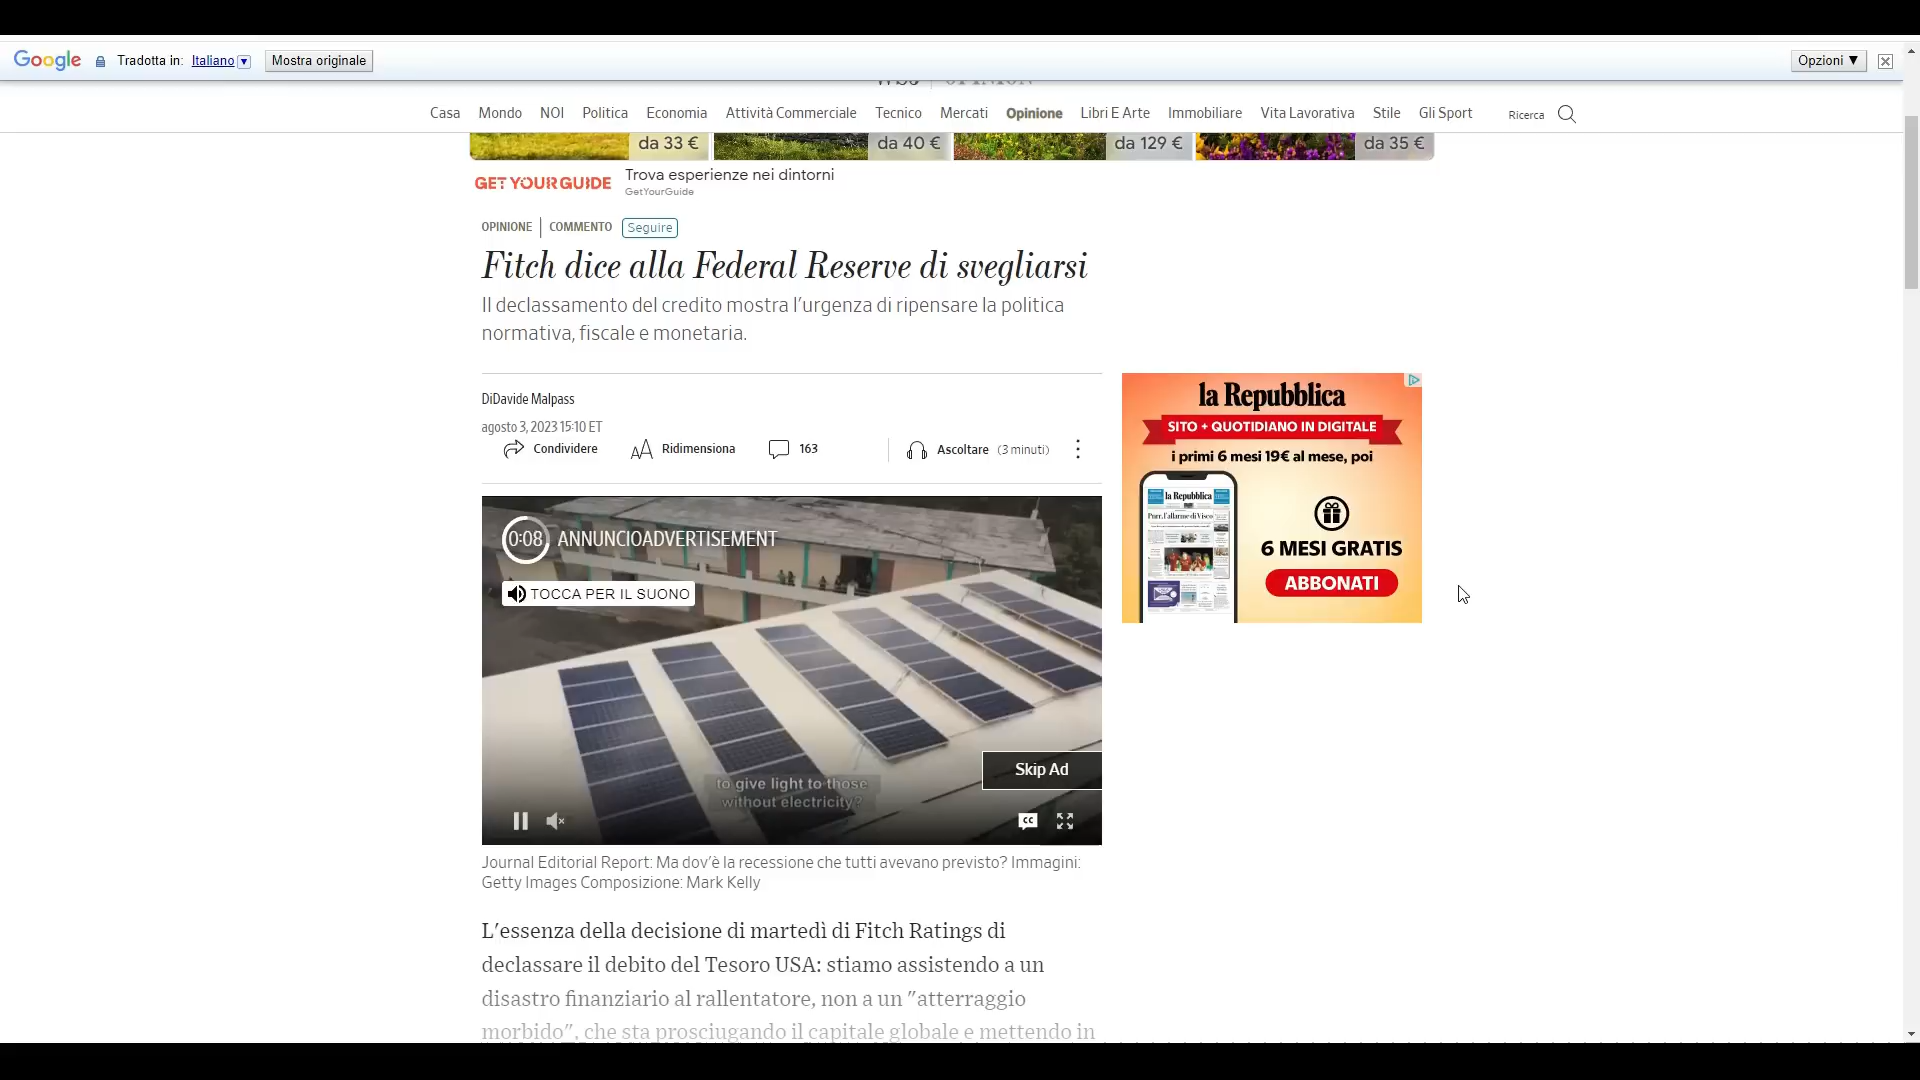 Google Tradotta in: Italiano Mostra originale Opzioni ▼
Casa Mondo NOI Politica Economia Attività Commerciale Tecnico Mercati Opinione Libri E Arte Immobiliare Vita Lavorativa Stile Gli Sport Ricerca
da 33 € da 40 € da 129 € da 35 €
GET YOUR GUIDE Trova esperienze nei dintorni
GetYourGuide
OPINIONE COMMENTO Seguire
Fitch dice alla Federal Reserve di svegliarsi
Il declassamento del credito mostra l'urgenza di ripensare la politica
normativa, fiscale e monetaria.
DiDavide Malpass
agosto 3, 2023 15:10 ET
Condividere AA Ridimensiona 163 Ascoltare (3 minuti)
0:08 ANNUNCIOADVERTISEMENT
TOCCA PER IL SUONO
Skip Ad
to give light to those
without electricity?
CC
la Repubblica
SITO + QUOTIDIANO IN DIGITALE
i primi 6 mesi 19€ al mese, poi
la Repubblica
6 MESI GRATIS
ABBONATI
Journal Editorial Report: Ma dov'è la recessione che tutti avevano previsto? Immagini:
Getty Images Composizione: Mark Kelly
L'essenza della decisione di martedì di Fitch Ratings di
declassare il debito del Tesoro USA: stiamo assistendo a un
disastro finanziario al rallentatore, non a un "atterraggio
morbido", che sta prosciugando il capitale globale e mettendo in